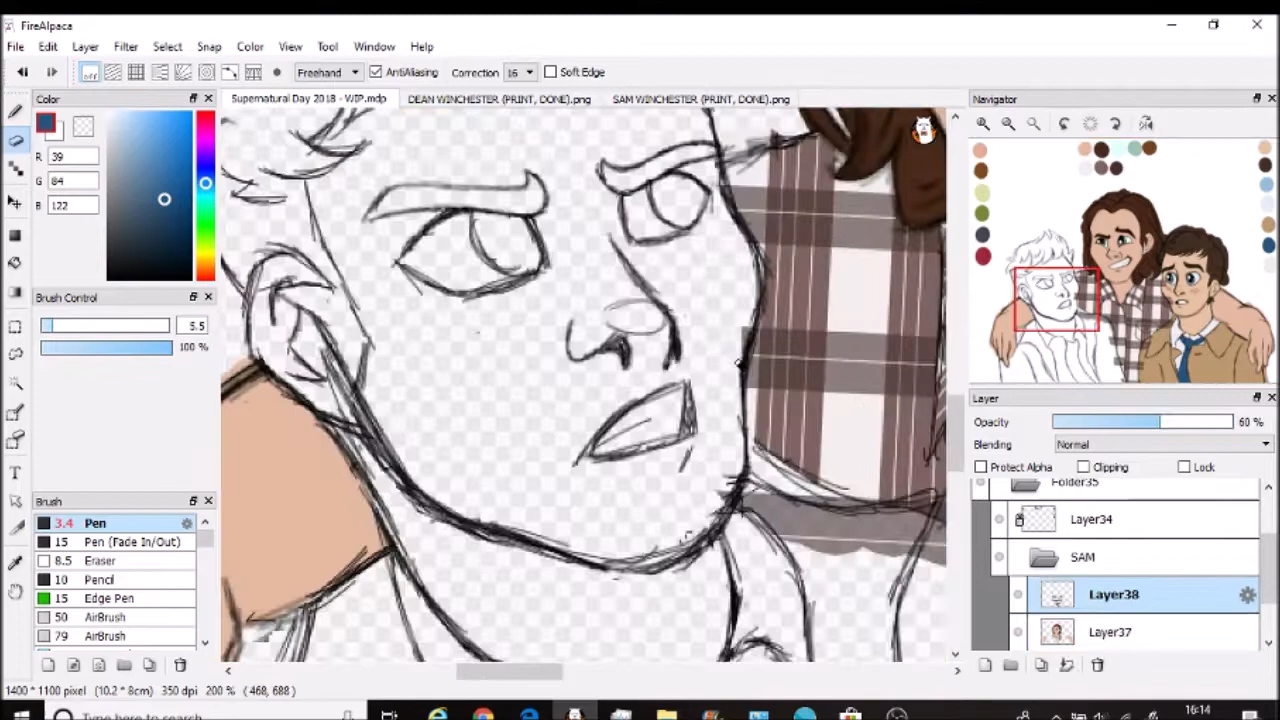 FireAlpaca
File Edit Layer Filter Select Snap Color View Tool Window Help
off Freehand AntiAliasing Correction 16 Soft Edge
Color
Supernatural Day 2018 - WIP.mdp DEAN WINCHESTER (PRINT, DONE).png SAM WINCHESTER (PRINT, DONE).png
Navigator
R 39
G 84
B 122
Brush Control
5.5
100 %
Layer
Opacity 60 %
Blending Normal
Protect Alpha Clipping Lock
Folder35
Layer34
SAM
Layer38
Layer37
Brush
3.4 Pen
15 Pen (Fade In/Out)
8.5 Eraser
10 Pencil
15 Edge Pen
50 AirBrush
79 AirBrush
1400 * 1100 pixel (10.2 * 8cm) 350 dpi 200 % ( 468, 688 )
Type here to search
16:14